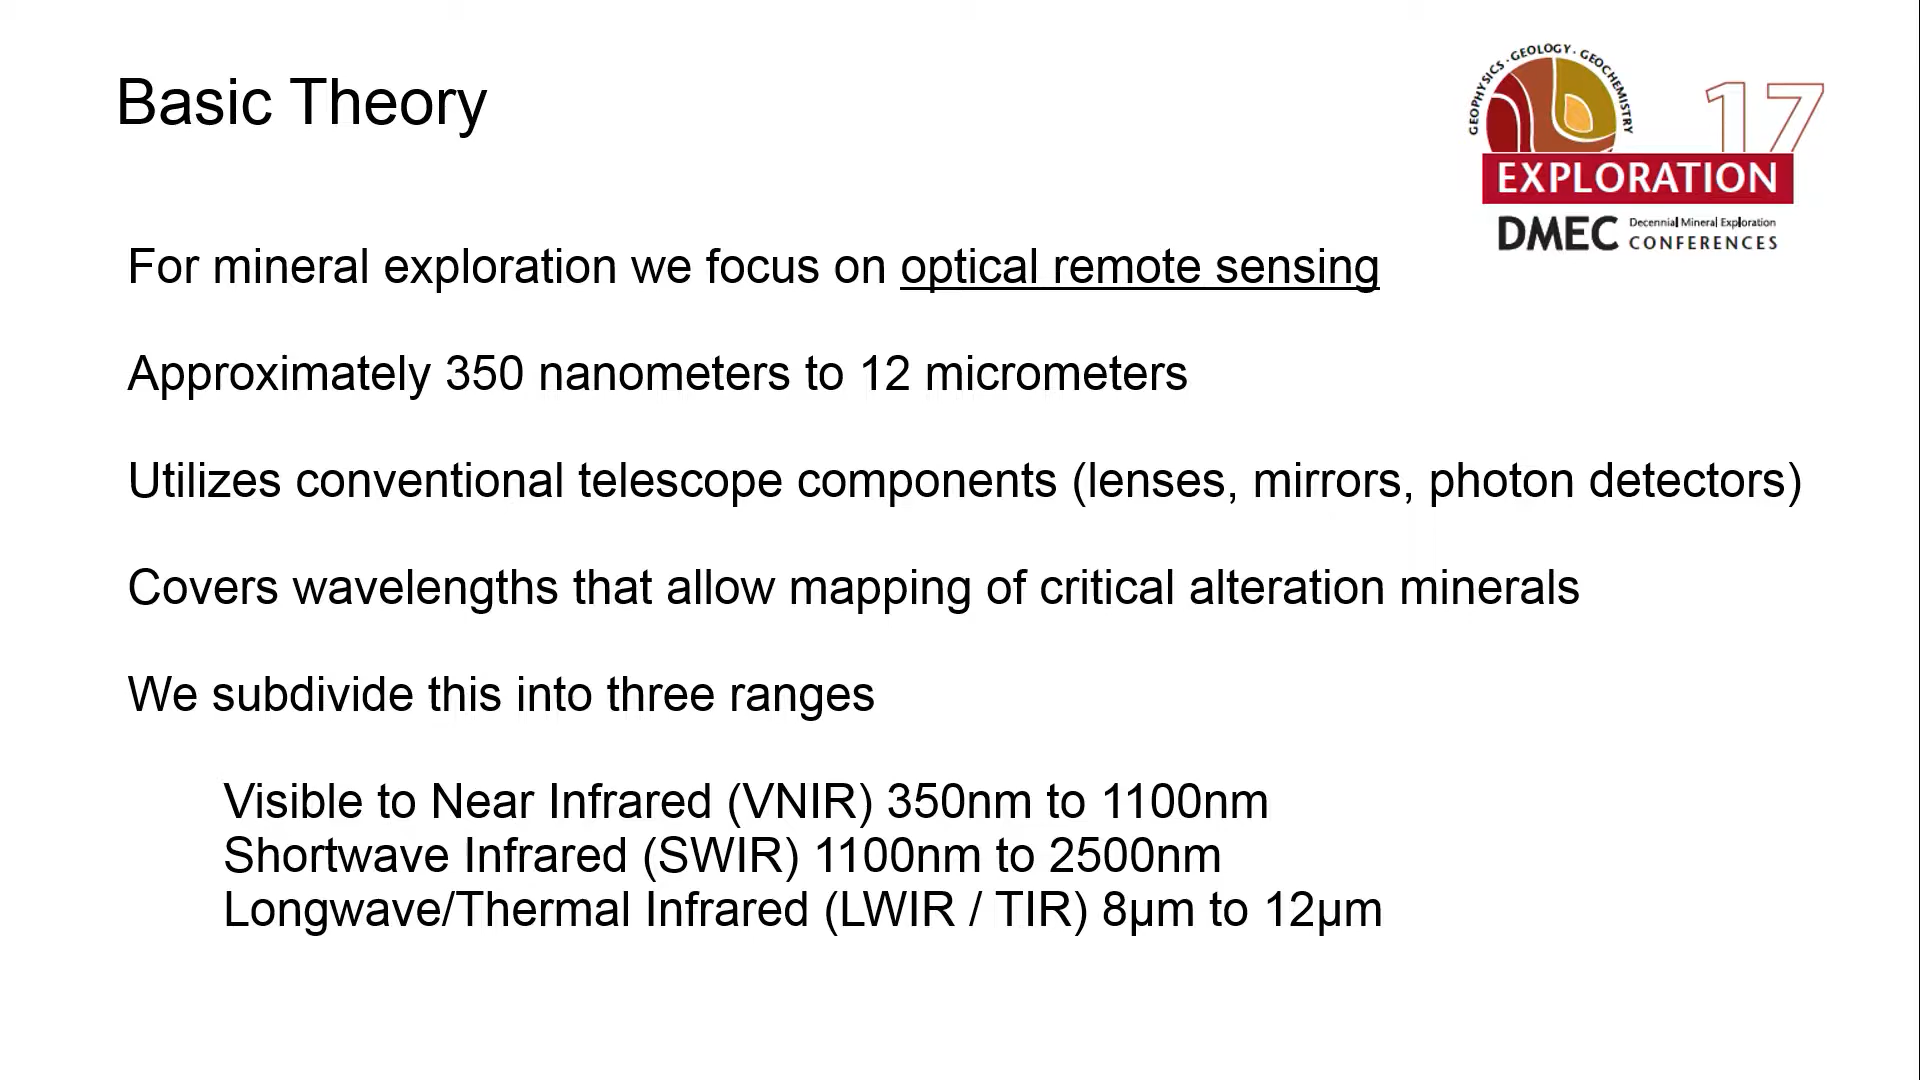 Basic Theory
GEOPHYSICS · GEOLOGY · GEOCHEMISTRY
17
EXPLORATION
DMEC Decennial Mineral Exploration
CONFERENCES
For mineral exploration we focus on optical remote sensing
Approximately 350 nanometers to 12 micrometers
Utilizes conventional telescope components (lenses, mirrors, photon detectors)
Covers wavelengths that allow mapping of critical alteration minerals
We subdivide this into three ranges
Visible to Near Infrared (VNIR) 350nm to 1100nm
Shortwave Infrared (SWIR) 1100nm to 2500nm
Longwave/Thermal Infrared (LWIR / TIR) 8µm to 12µm